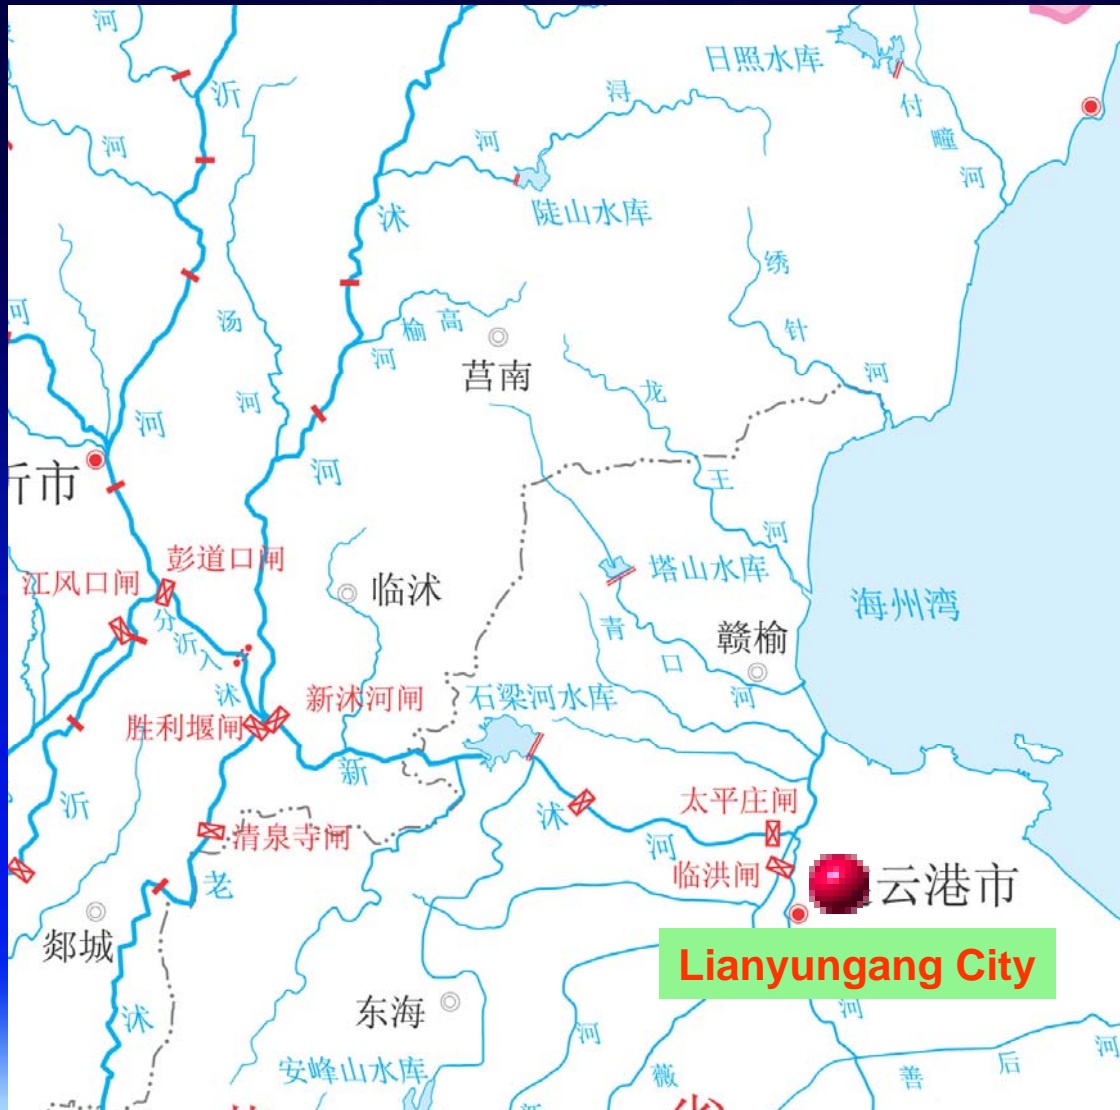 河
日照水库
沂
浔
付
疃
河
河
河
沭
陡山水库
绣
河
汤
榆
高
针
河
莒南
河
龙
河
河
沂市
河
王
河
彭道口闸
塔山水库
江风口闸
临沭
海州湾
分
沂
入
沭
青
口
河
赣榆
新沭河闸
石梁河水库
胜利堰闸
新
沂
沭
河
太平庄闸
清泉寺闸
临洪闸
老
云港市
郯城
Lianyungang City
东海
沭
河
河
安峰山水库
薇
善
后
河
新
省